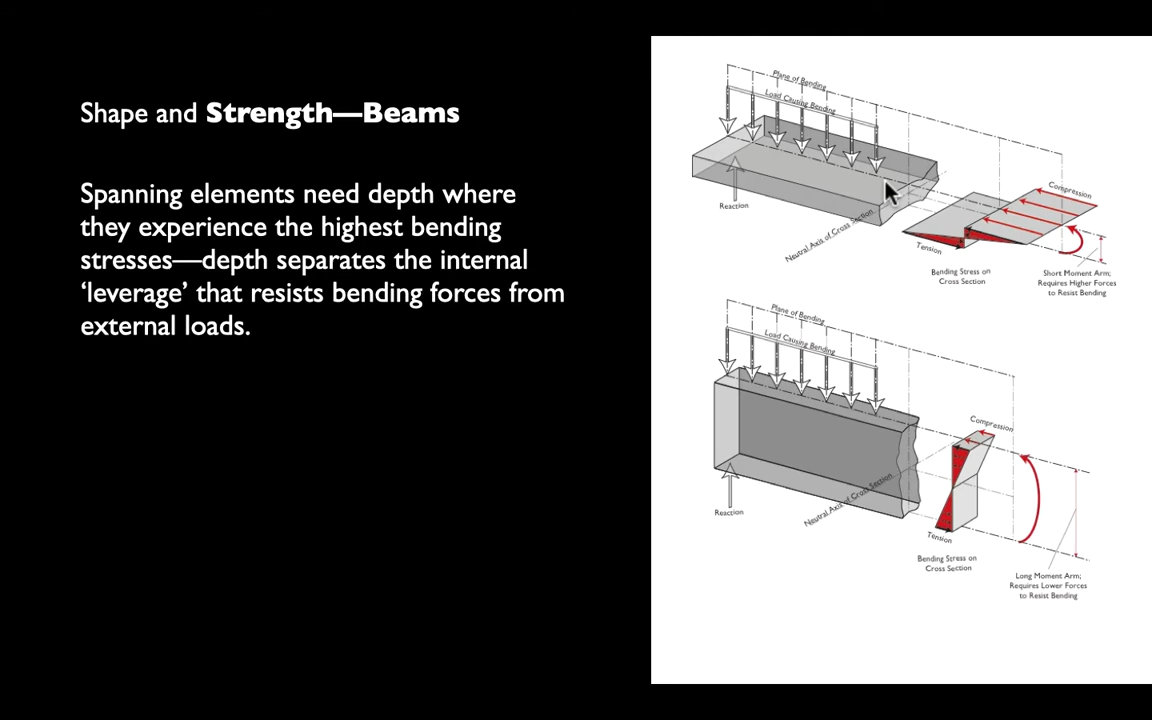 Shape and Strength—Beams
Spanning elements need depth where
they experience the highest bending
stresses—depth separates the internal
‘leverage’ that resists bending forces from
external loads.
Plane of Bending
Load Causing Bending
Compression
Reaction
Neutral Axis of Cross Section
Tension
Bending Stress on
Cross Section
Short Moment Arm;
Requires Higher Forces
to Resist Bending
Plane of Bending
Load Causing Bending
Compression
Neutral Axis of Cross Section
Reaction
Tension
Bending Stress on
Cross Section
Long Moment Arm;
Requires Lower Forces
to Resist Bending